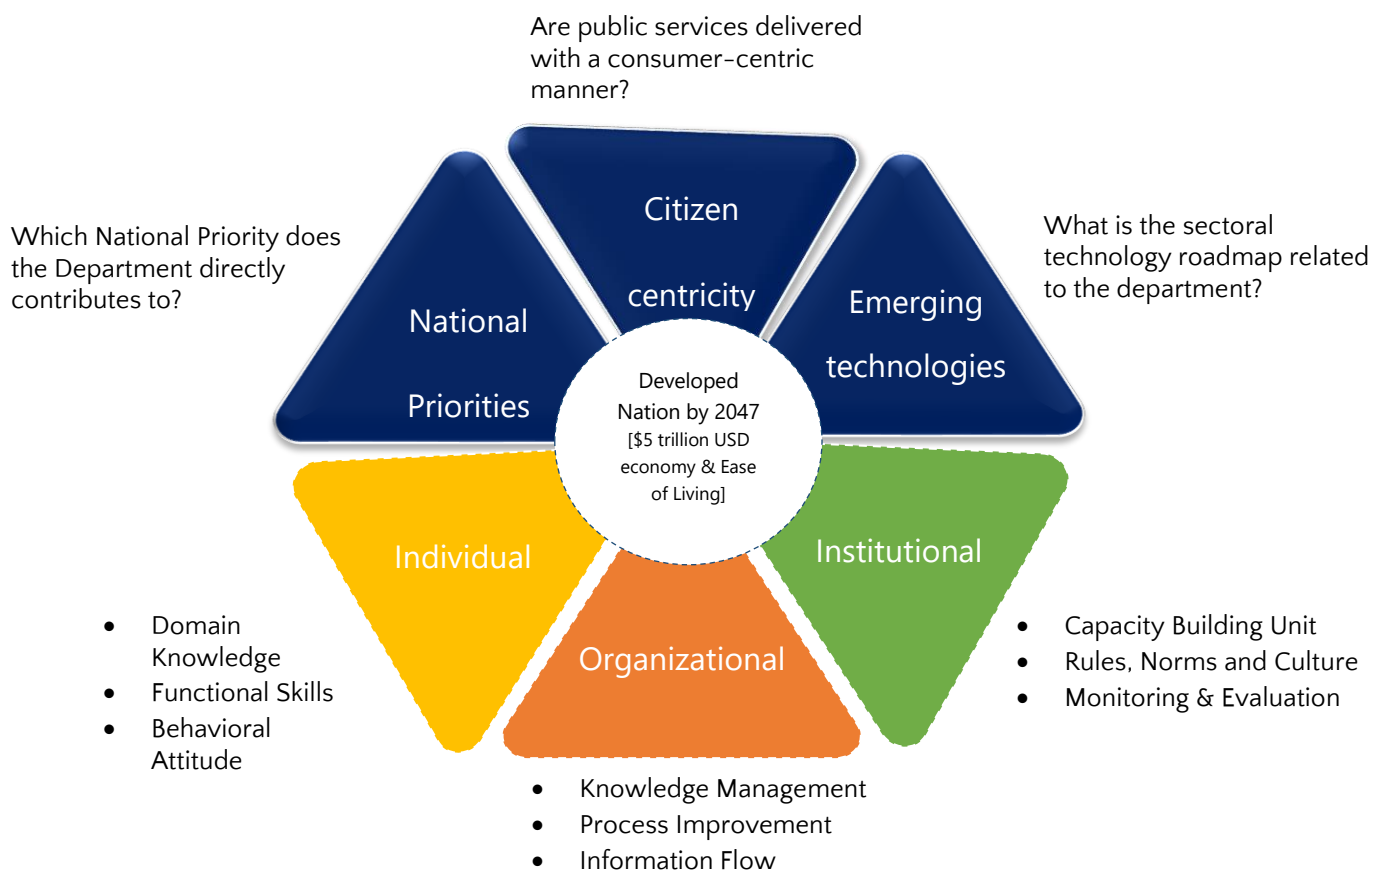 Are public services delivered
with a consumer-centric
manner?
Which National Priority does
the Department directly
contributes to?
National
Priorities
Citizen
centricity
Emerging
technologies
What is the sectoral
technology roadmap related
to the department?
Developed
Nation by 2047
[$5 trillion USD
economy & Ease
of Living]
Individual
• Domain
Knowledge
• Functional Skills
• Behavioral
Attitude
Organizational
• Knowledge Management
• Process Improvement
• Information Flow
Institutional
• Capacity Building Unit
• Rules, Norms and Culture
• Monitoring & Evaluation